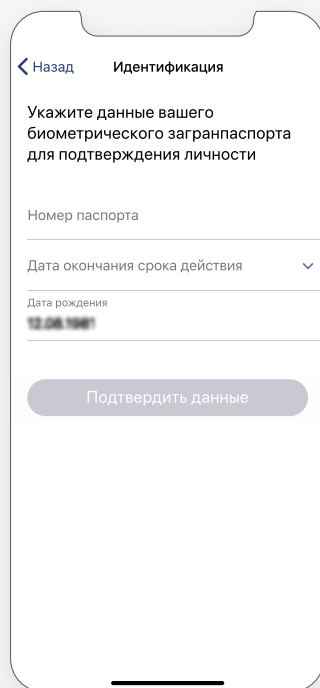 Назад
Идентификация
Укажите данные вашего
биометрического загранпаспорта
для подтверждения личности
Номер паспорта
Дата окончания срока действия
Дата рождения
Подтвердить данные